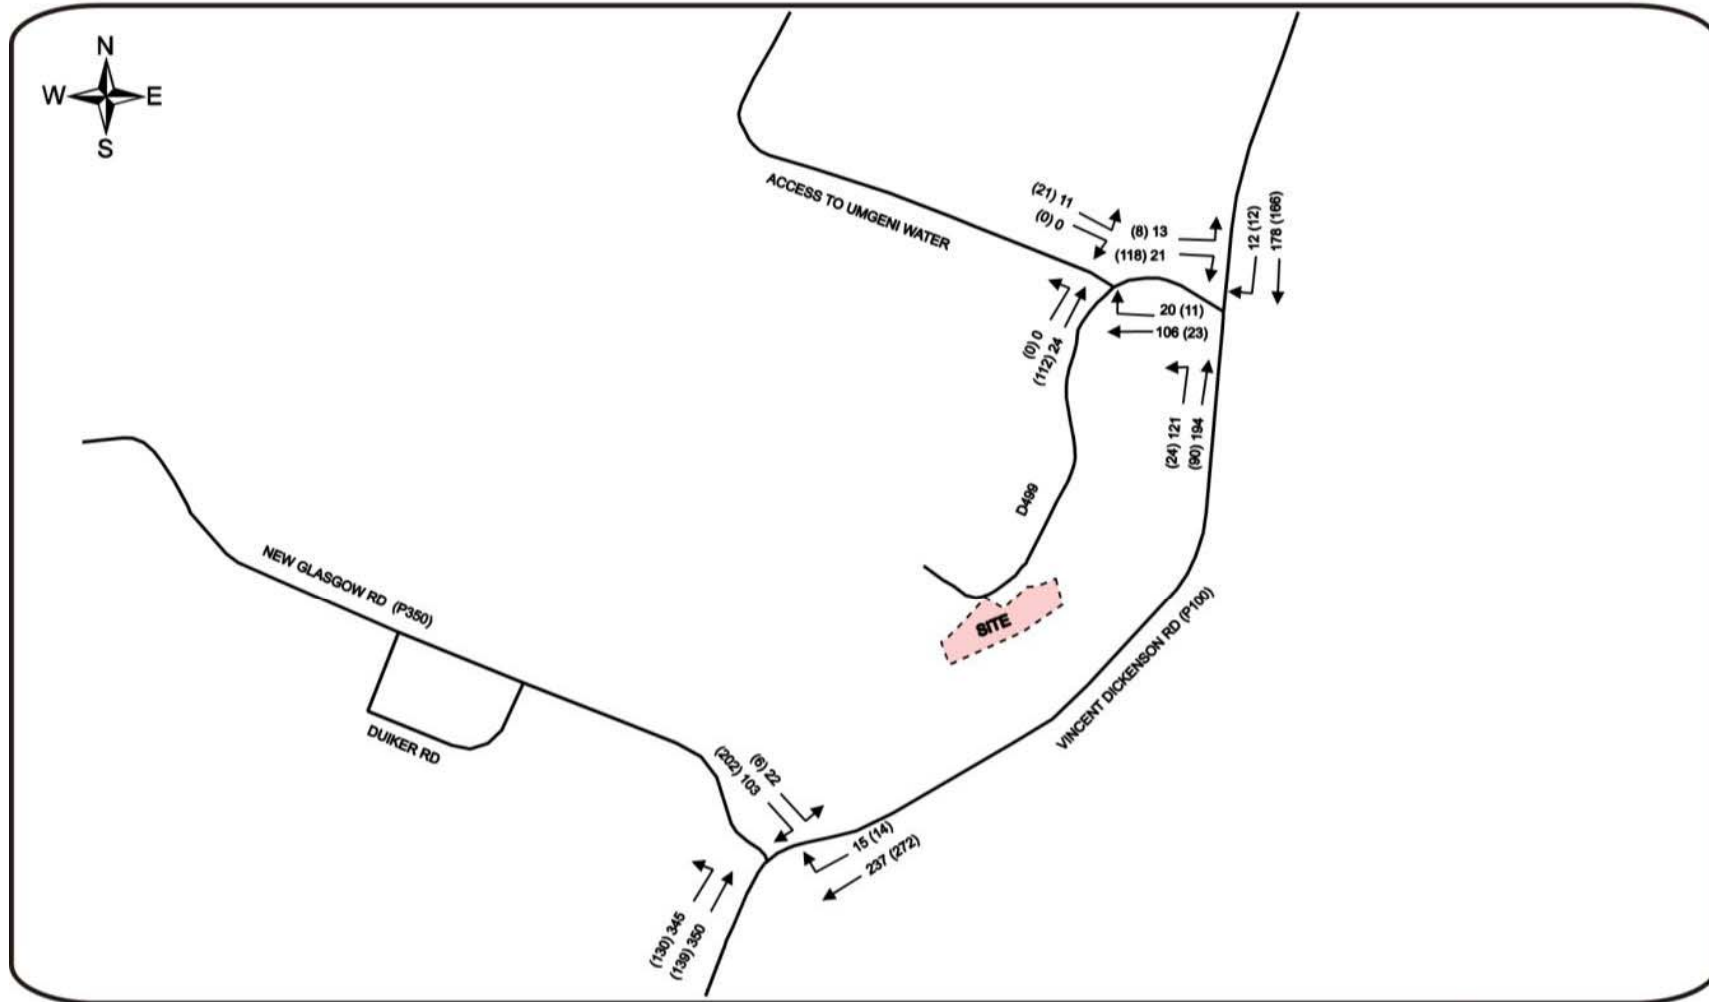 N
W E
S
ACCESS TO UMGENI WATER
(21) 11
(0) 0
(8) 13
(118) 21
12 (12)
178 (166)
20 (11)
106 (23)
(0) 0
(112) 24
(24) 121
(90) 194
D499
NEW GLASGOW RD (P350)
SITE
VINCENT DICKENSON RD (P100)
DUIKER RD
(6) 22
(202) 103
15 (14)
237 (272)
(130) 345
(139) 350